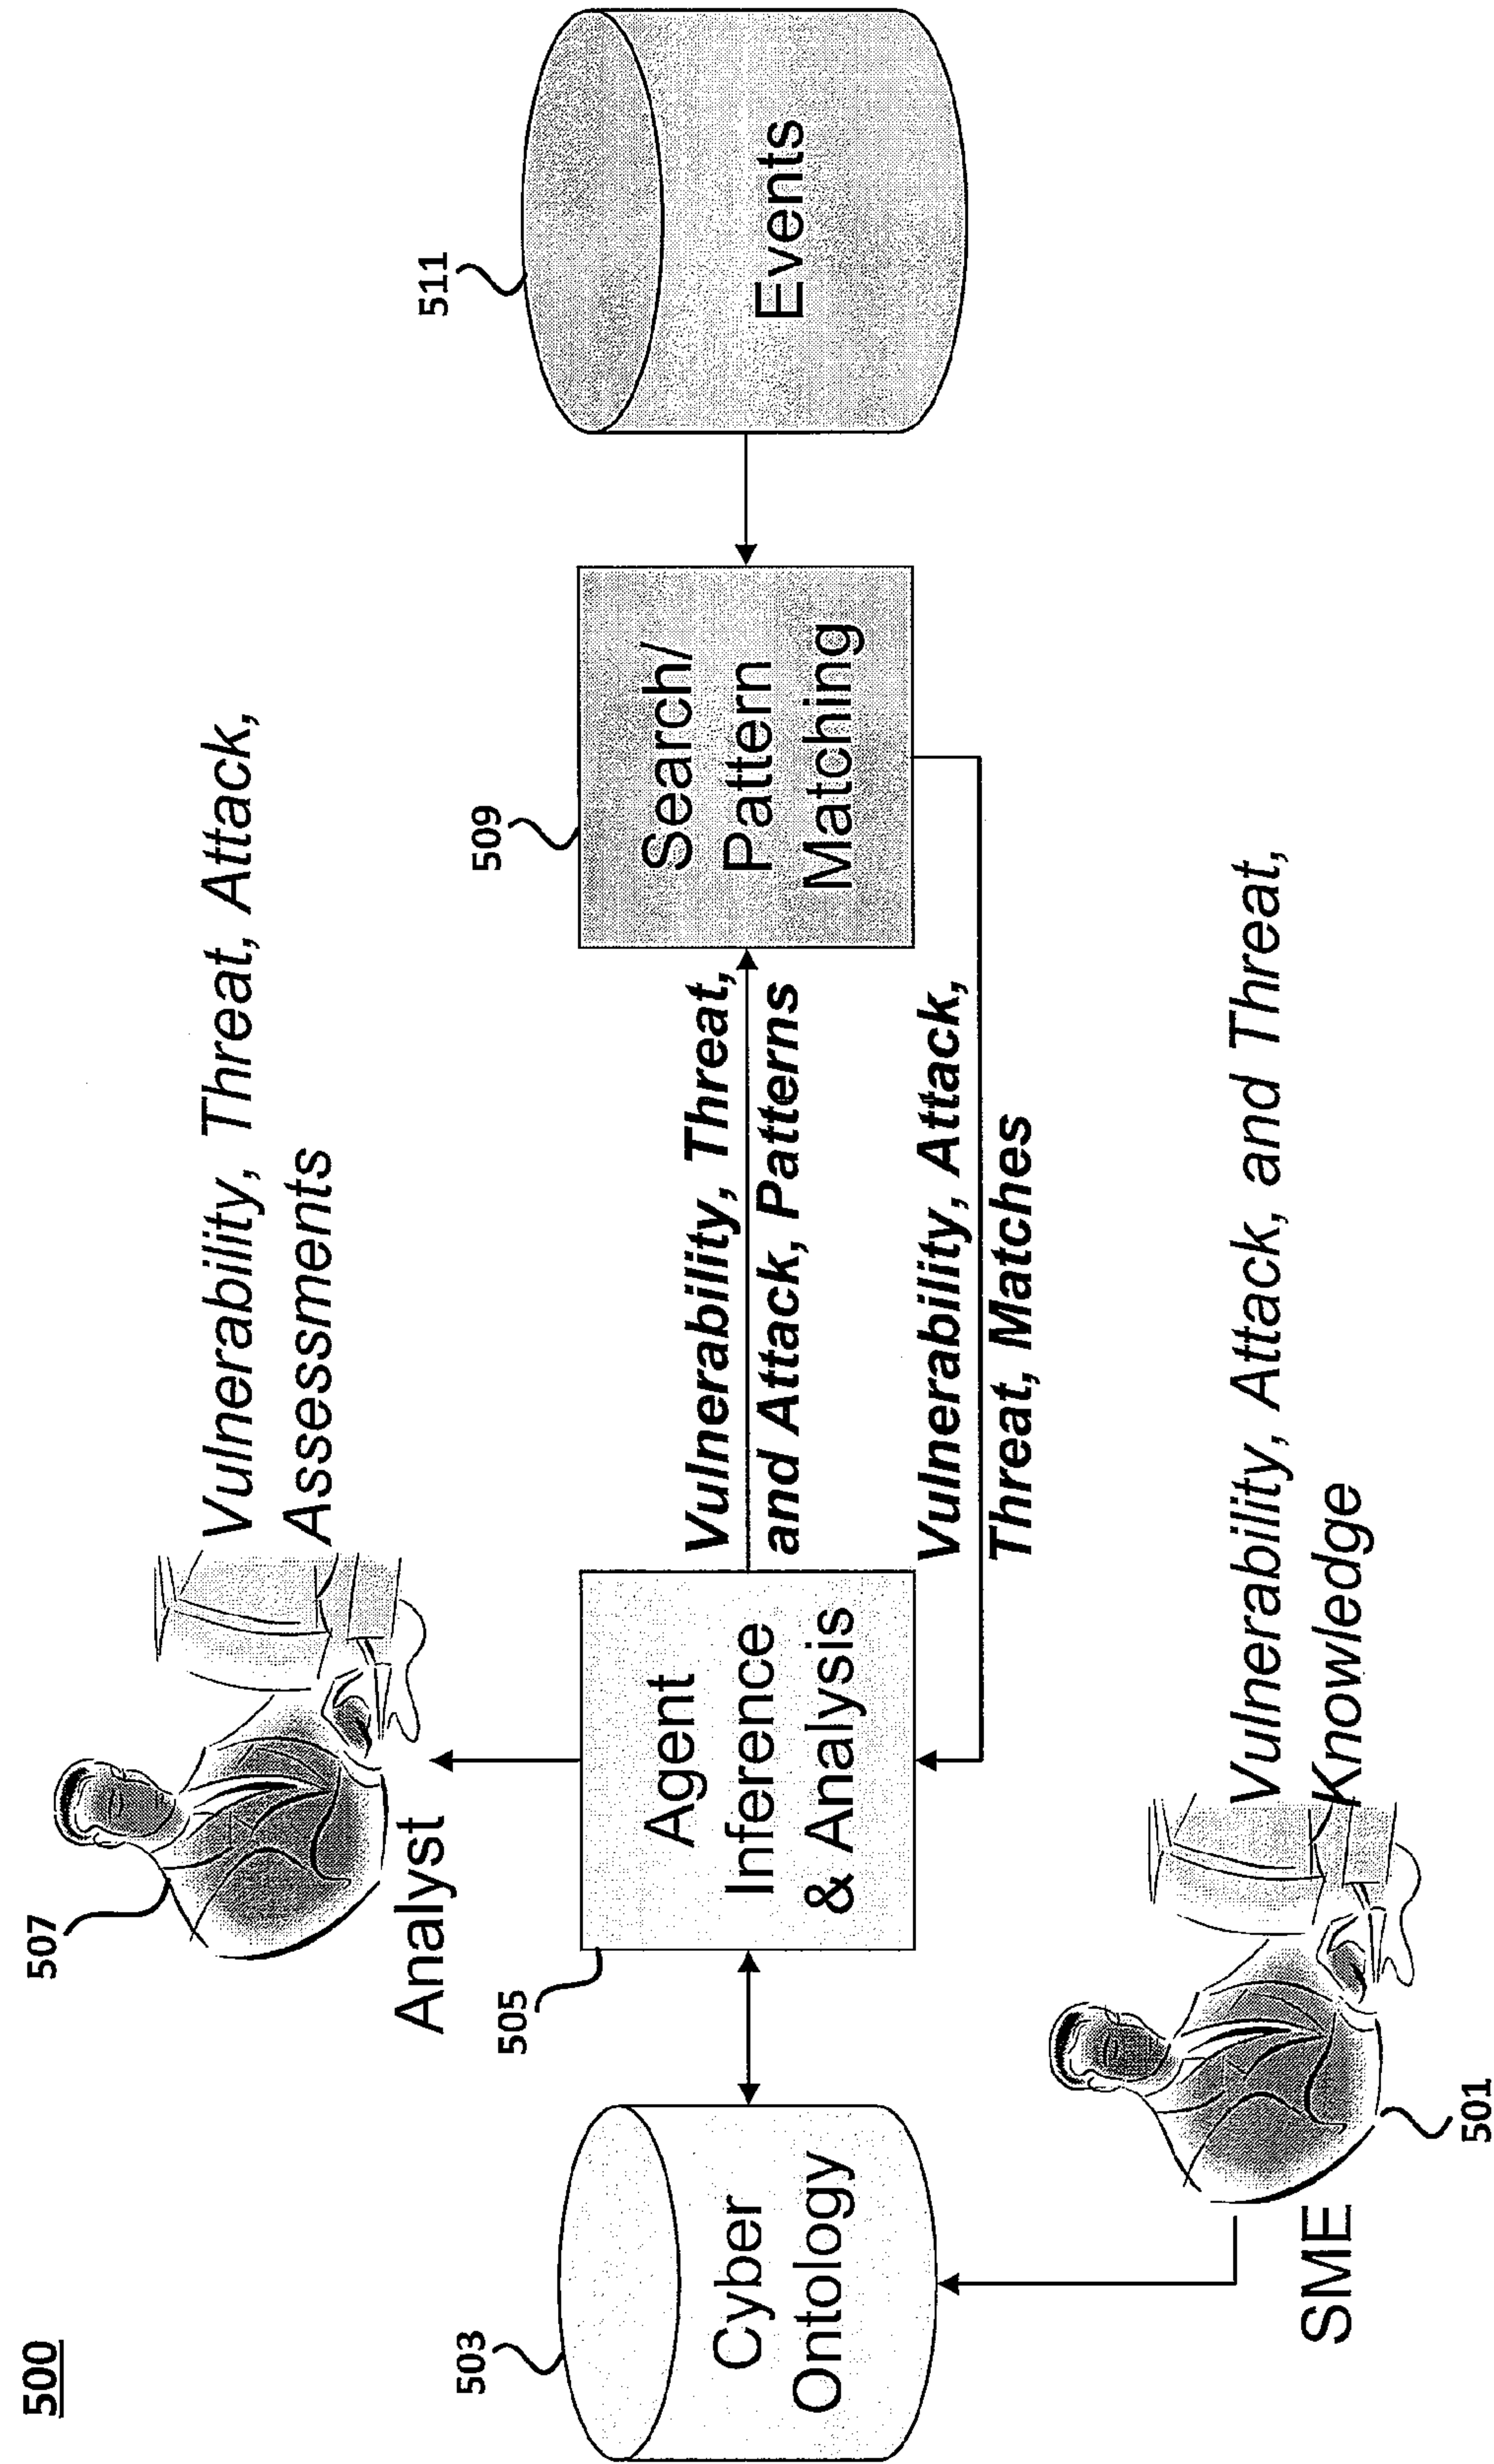 500
507
Analyst
Vulnerability, Threat, Attack,
Assessments
503
Cyber
Ontology
505
Agent
Inference
& Analysis
Vulnerability, Threat,
and Attack, Patterns
Vulnerability, Attack,
Threat, Matches
509
Search/
Pattern
Matching
511
Events
SME
501
Vulnerability, Attack, and Threat,
Knowledge